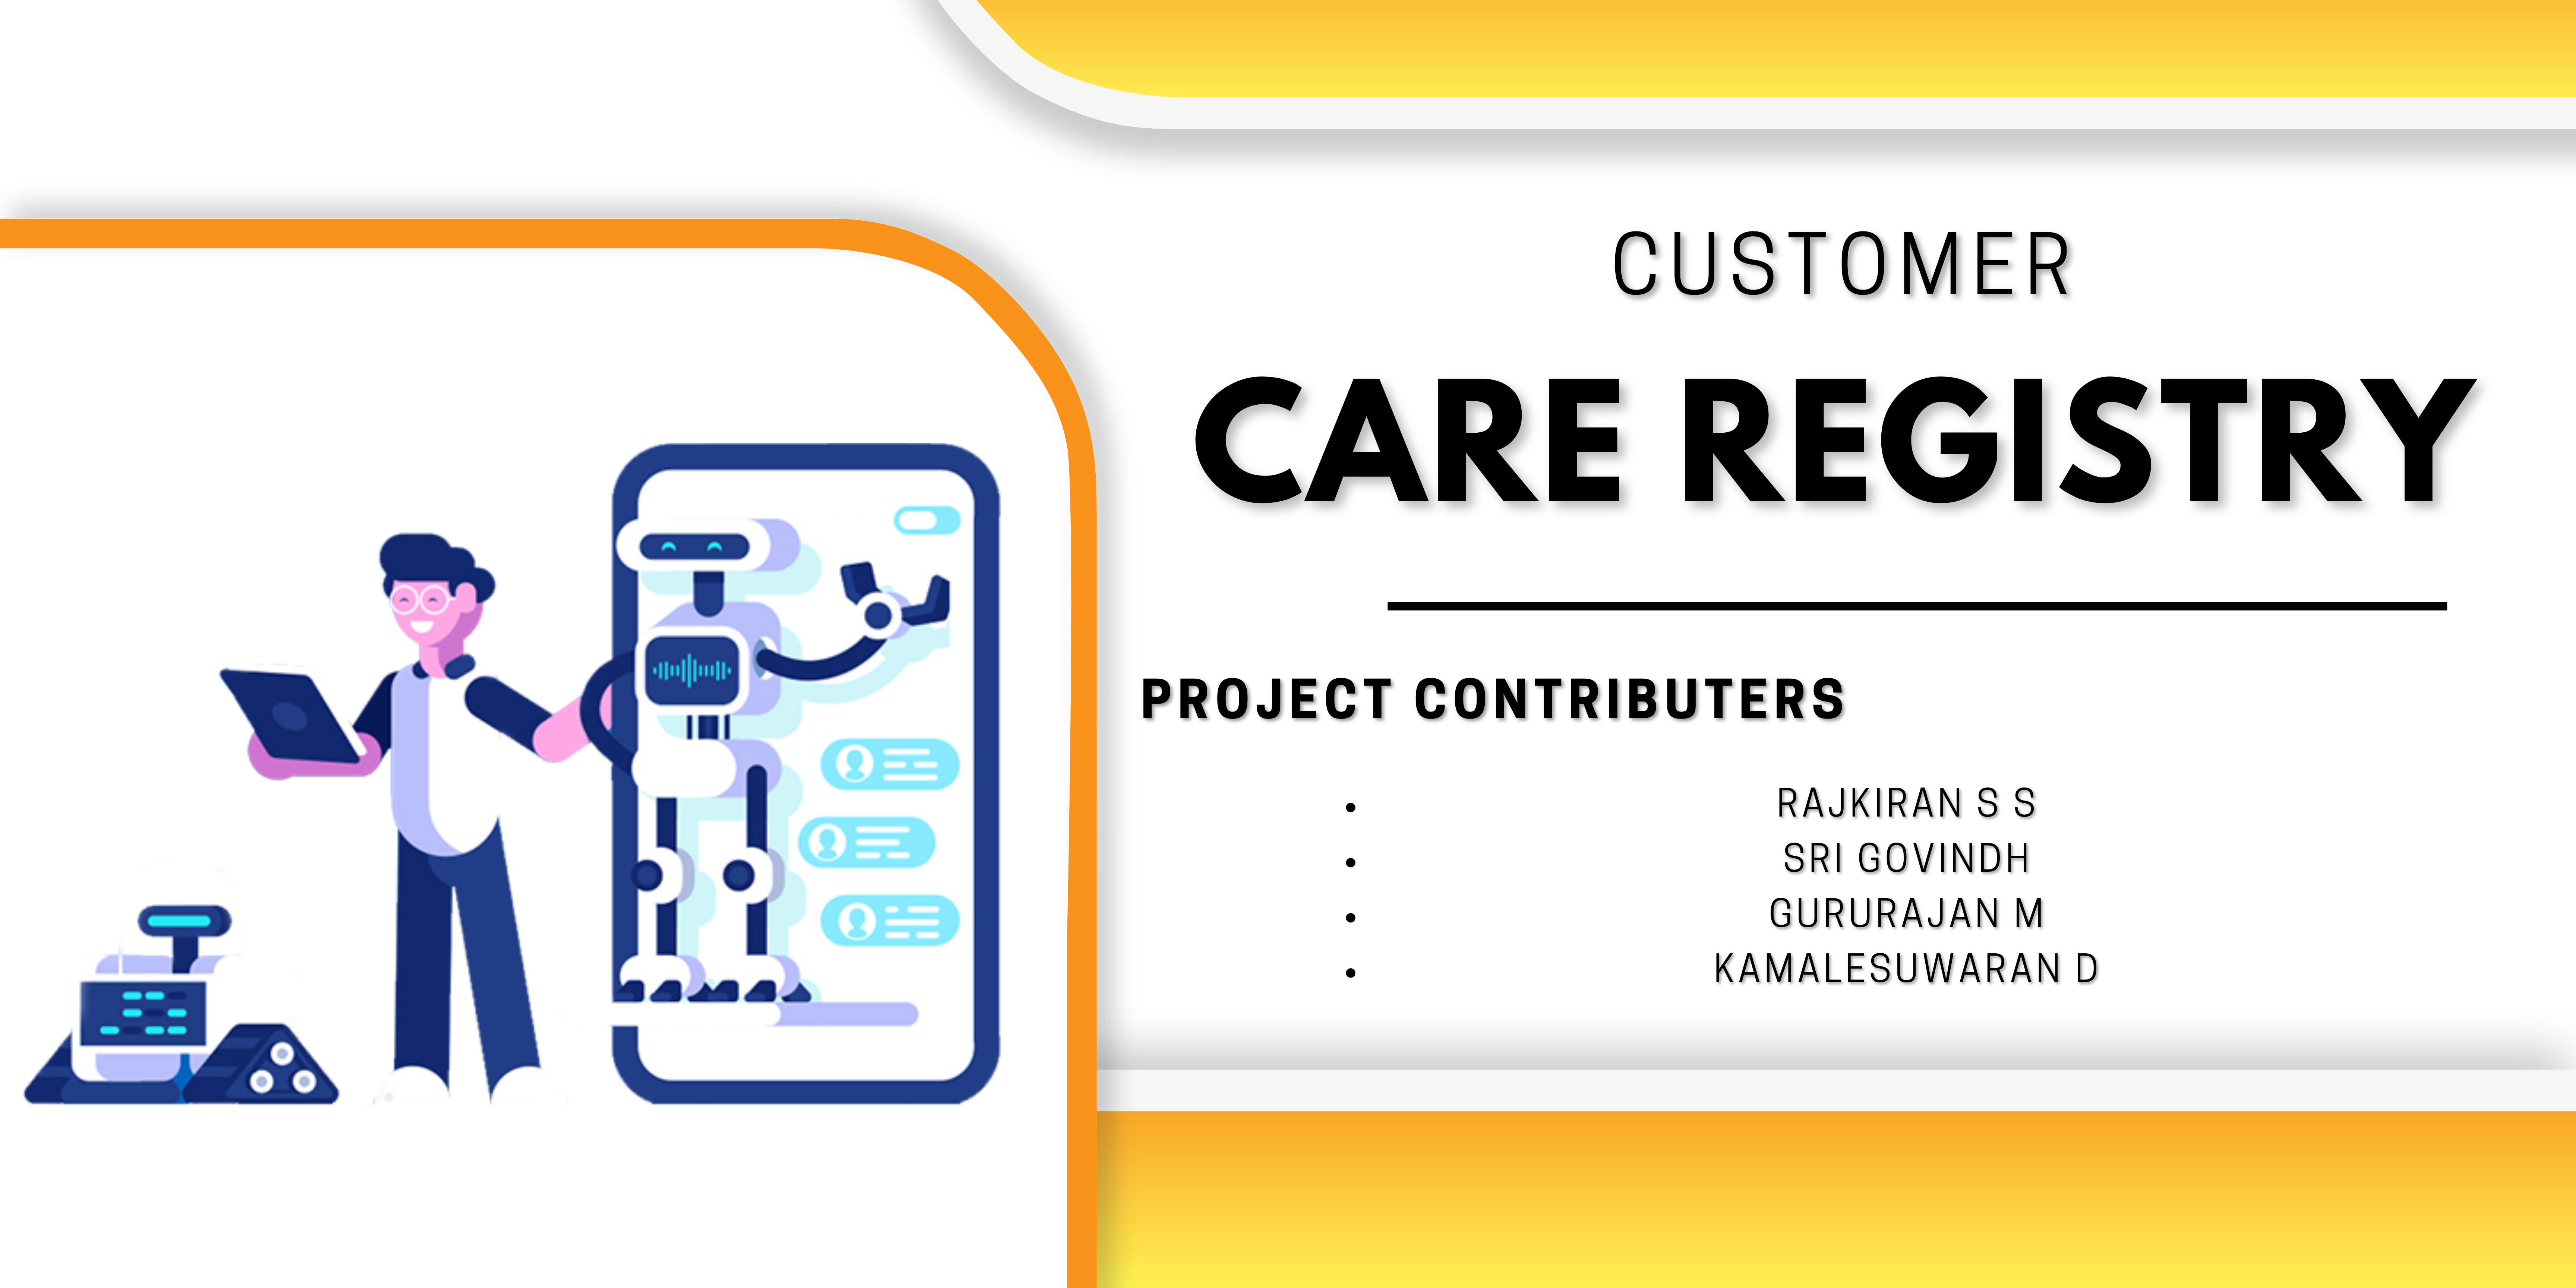 CUSTOMER
CARE REGISTRY
PROJECT CONTRIBUTERS
• RAJKIRAN S S
• SRI GOVINDH
• GURURAJAN M
• KAMALESUWARAN D